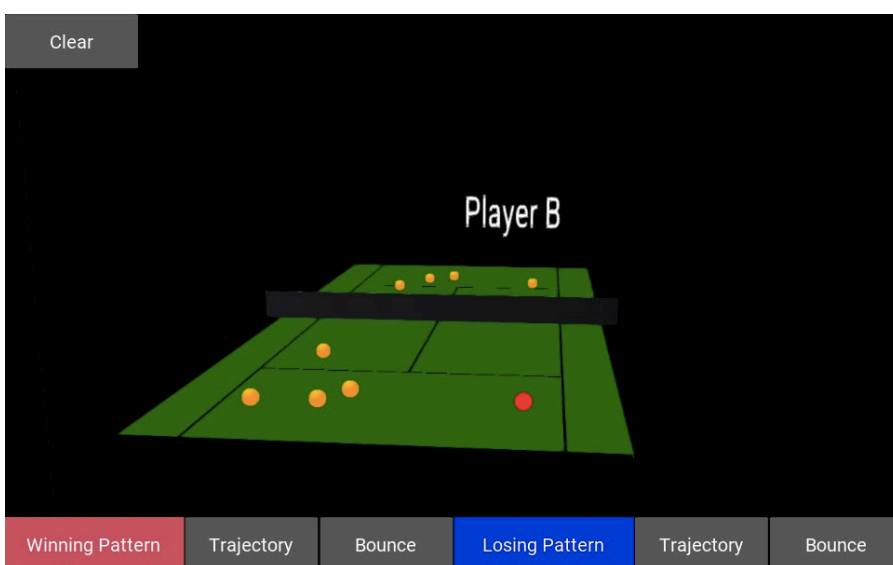 Clear
Player B
Winning Pattern
Trajectory
Bounce
Losing Pattern
Trajectory
Bounce